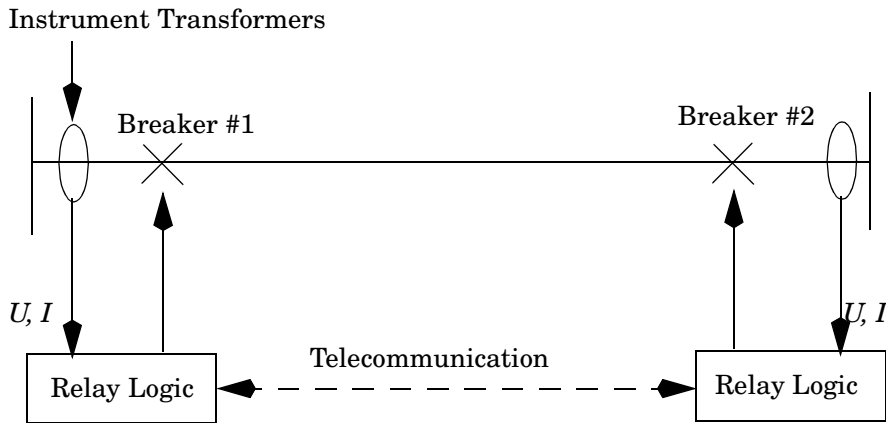 Instrument Transformers
Breaker #1
Breaker #2
U, I
U, I
Telecommunication
Relay Logic
Relay Logic